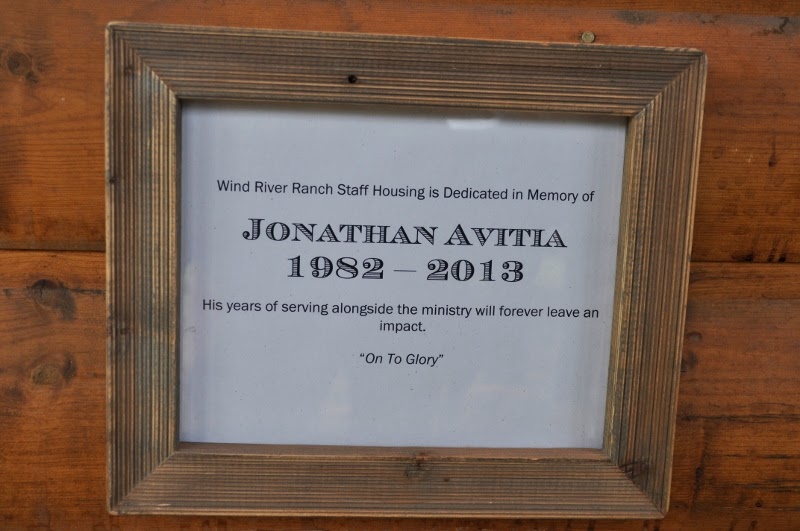 Wind River Ranch Staff Housing is Dedicated in Memory of
JONATHAN AVITIA
1982 – 2013
His years of serving alongside the ministry will forever leave an
impact.
“On To Glory”